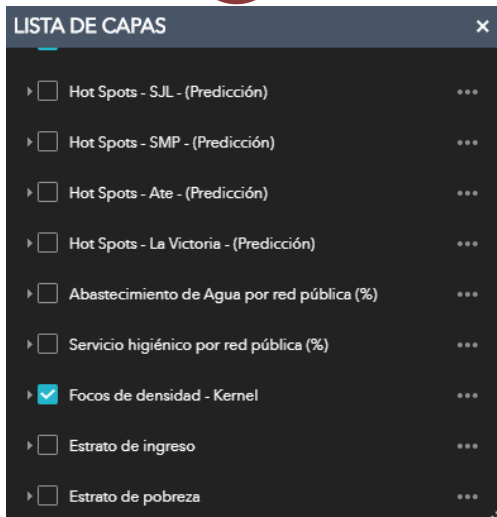 LISTA DE CAPAS
Hot Spots - SJL - (Predicción)
Hot Spots - SMP - (Predicción)
Hot Spots - Ate - (Predicción)
Hot Spots - La Victoria - (Predicción)
Abastecimiento de Agua por red pública (%)
Servicio higiénico por red pública (%)
Focos de densidad - Kernel
Estrato de ingreso
Estrato de pobreza